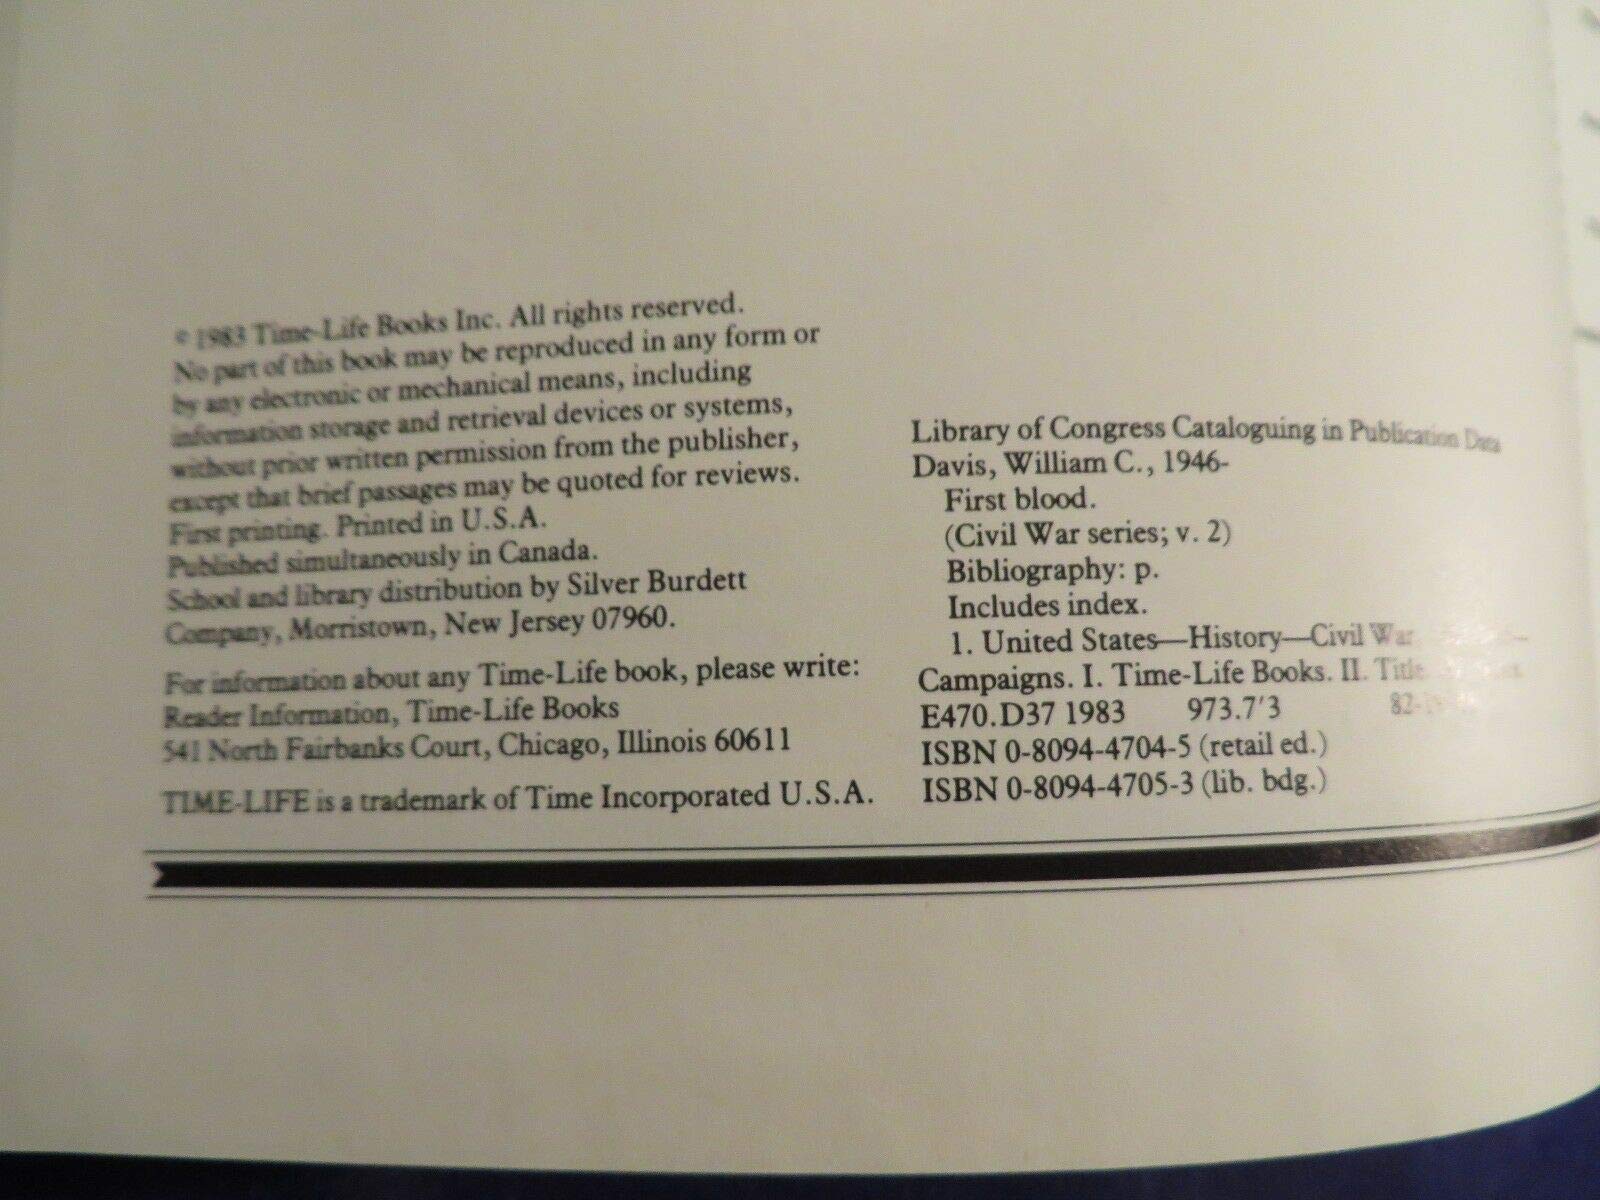 © 1983 Time-Life Books Inc. All rights reserved.
No part of this book may be reproduced in any form or
by any electronic or mechanical means, including
information storage and retrieval devices or systems,
without prior written permission from the publisher,
except that brief passages may be quoted for reviews.
First printing. Printed in U.S.A.
Published simultaneously in Canada.
School and library distribution by Silver Burdett
Company, Morristown, New Jersey 07960.
For information about any Time-Life book, please write:
Reader Information, Time-Life Books
541 North Fairbanks Court, Chicago, Illinois 60611
TIME-LIFE is a trademark of Time Incorporated U.S.A.
Library of Congress Cataloguing in Publication Data
Davis, William C., 1946-
First blood.
(Civil War series; v. 2)
Bibliography: p.
Includes index.
1. United States—History—Civil War
Campaigns. I. Time-Life Books. II. Title.
E470.D37 1983 973.7'3
ISBN 0-8094-4704-5 (retail ed.)
ISBN 0-8094-4705-3 (lib. bdg.)